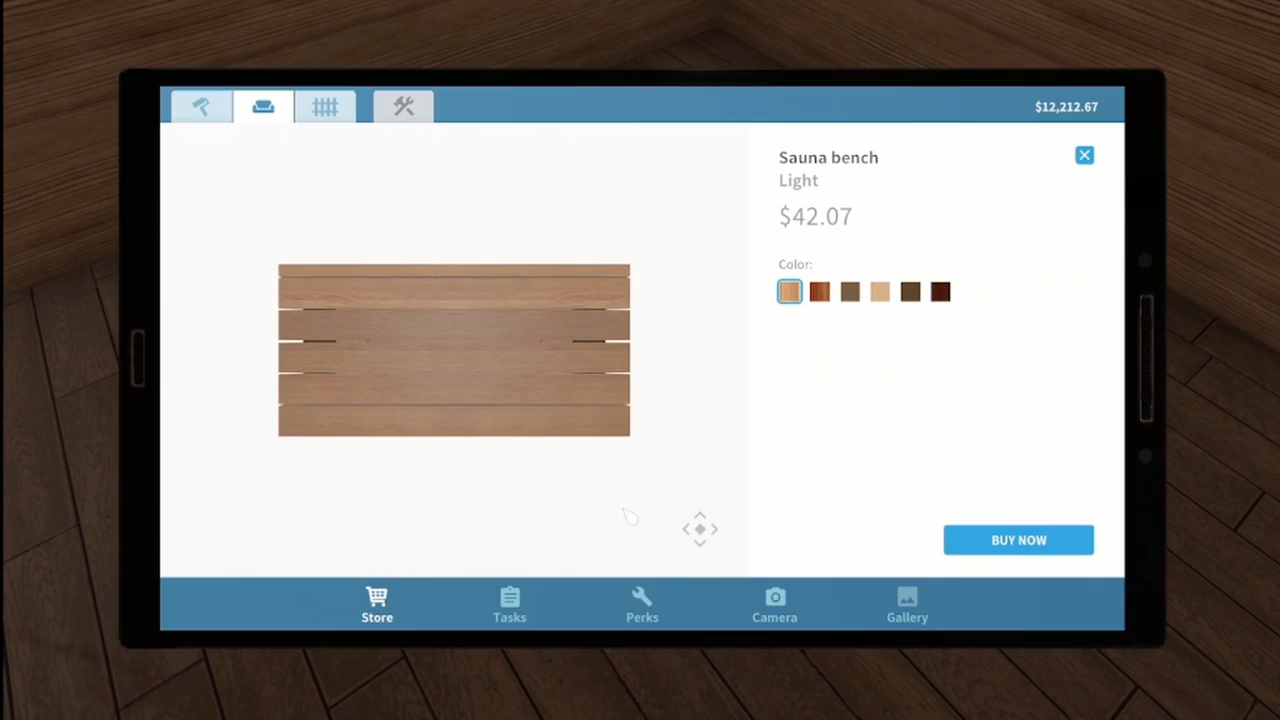 $12,212.67
Sauna bench
Light
$42.07
Color:
BUY NOW
Store
Tasks
Perks
Camera
Gallery